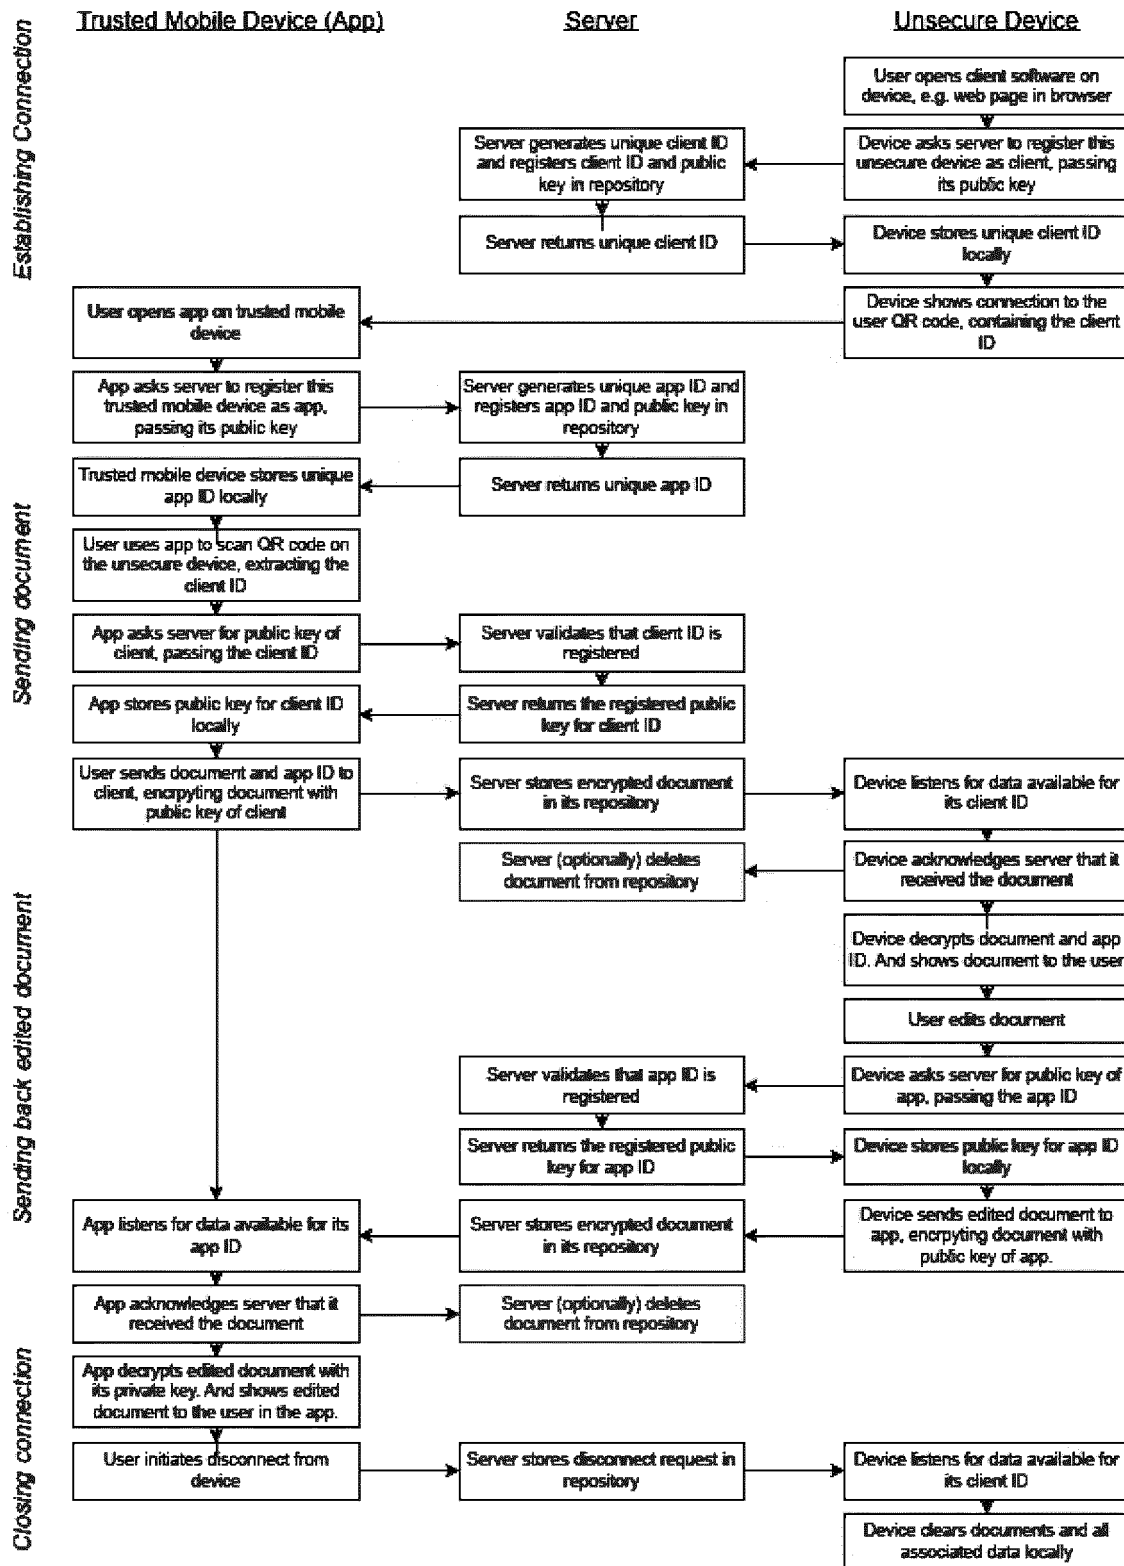 Trusted Mobile Device (App)
Server
Unsecure Device
Establishing Connection
User opens client software on
device, e.g. web page in browser
Server generates unique client ID
and registers client ID and public
key in repository
Device asks server to register this
unsecure device as client, passing
its public key
Server returns unique client ID
Device stores unique client ID
locally
User opens app on trusted mobile
device
Device shows connection to the
user QR code, containing the client
ID
App asks server to register this
trusted mobile device as app,
passing its public key
Server generates unique app ID and
registers app ID and public key in
repository
Trusted mobile device stores unique
app ID locally
Server returns unique app ID
Sending document
User uses app to scan QR code on
the unsecure device, extracting the
client ID
App asks server for public key of
client, passing the client ID
Server validates that client ID is
registered
App stores public key for client ID
locally
Server returns the registered public
key for client ID
User sends document and app ID to
client, encrpyting document with
public key of client
Server stores encrypted document
in its repository
Device listens for data available for
its client ID
Server (optionally) deletes
document from repository
Device acknowledges server that it
received the document
Sending back edited document
Device decrypts document and app
ID. And shows document to the user
User edits document
Server validates that app ID is
registered
Device asks server for public key of
app, passing the app ID
Server returns the registered public
key for app ID
Device stores public key for app ID
locally
App listens for data available for its
app ID
Server stores encrypted document
in its repository
Device sends edited document to
app, encrpyting document with
public key of app.
App acknowledges server that it
received the document
Server (optionally) deletes
document from repository
Closing connection
App decrypts edited document with
its private key. And shows edited
document to the user in the app.
User initiates disconnect from
device
Server stores disconnect request in
repository
Device listens for data available for
its client ID
Device clears documents and all
associated data locally